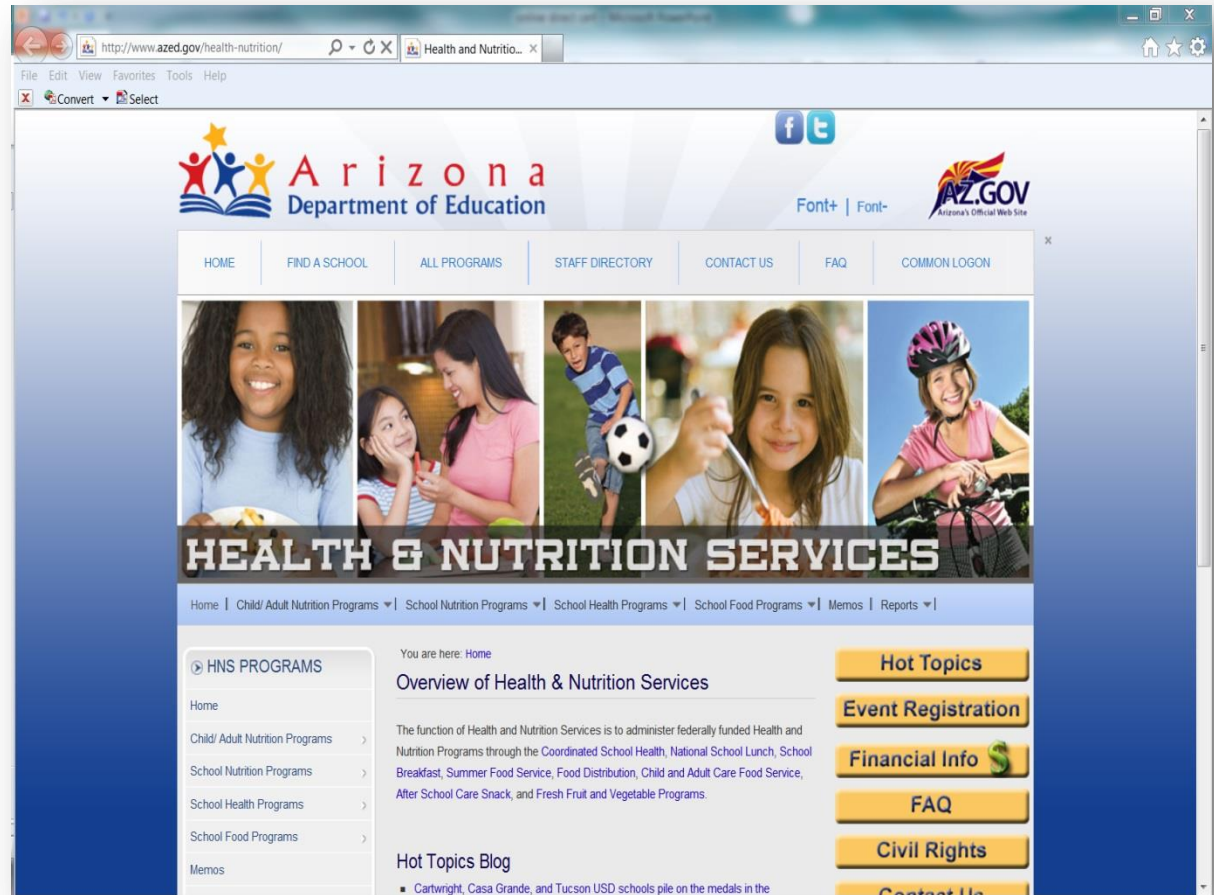 online direct cert - Microsoft PowerPoint
http://www.azed.gov/health-nutrition/
Health and Nutritio...
File Edit View Favorites Tools Help
Convert Select
Arizona
Department of Education
Font+ | Font-
AZ.GOV
Arizona's Official Web Site
HOME FIND A SCHOOL ALL PROGRAMS STAFF DIRECTORY CONTACT US FAQ COMMON LOGON
HEALTH & NUTRITION SERVICES
Home | Child/ Adult Nutrition Programs | School Nutrition Programs | School Health Programs | School Food Programs | Memos | Reports |
HNS PROGRAMS
Home
Child/ Adult Nutrition Programs
School Nutrition Programs
School Health Programs
School Food Programs
Memos
You are here: Home
Overview of Health & Nutrition Services
The function of Health and Nutrition Services is to administer federally funded Health and
Nutrition Programs through the Coordinated School Health, National School Lunch, School
Breakfast, Summer Food Service, Food Distribution, Child and Adult Care Food Service,
After School Care Snack, and Fresh Fruit and Vegetable Programs.
Hot Topics Blog
Cartwright, Casa Grande, and Tucson USD schools pile on the medals in the
Hot Topics
Event Registration
Financial Info $
FAQ
Civil Rights
Contact Us